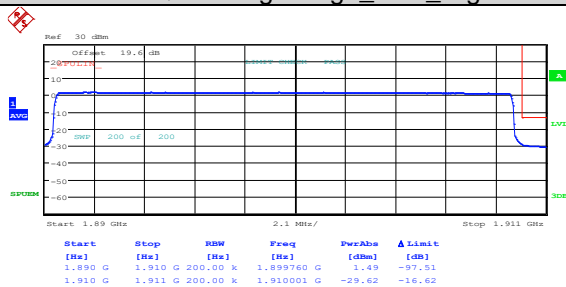 Ref 30 dBm
Offset 19.6 dB
20
LIMIT CHECK PASS
10
0
A
1
AVG
-10
-20
LVL
SWP 200 of 200
-30
-40
-50
SPUEM
-60
3DB
Start 1.89 GHz 2.1 MHz/ Stop 1.911 GHz
Start Stop RBW Freq PwrAbs Δ Limit
[Hz] [Hz] [Hz] [Hz] [dBm] [dB]
1.890 G 1.910 G 200.00 k 1.899760 G 1.49 -97.51
1.910 G 1.911 G 200.00 k 1.910001 G -29.62 -16.62